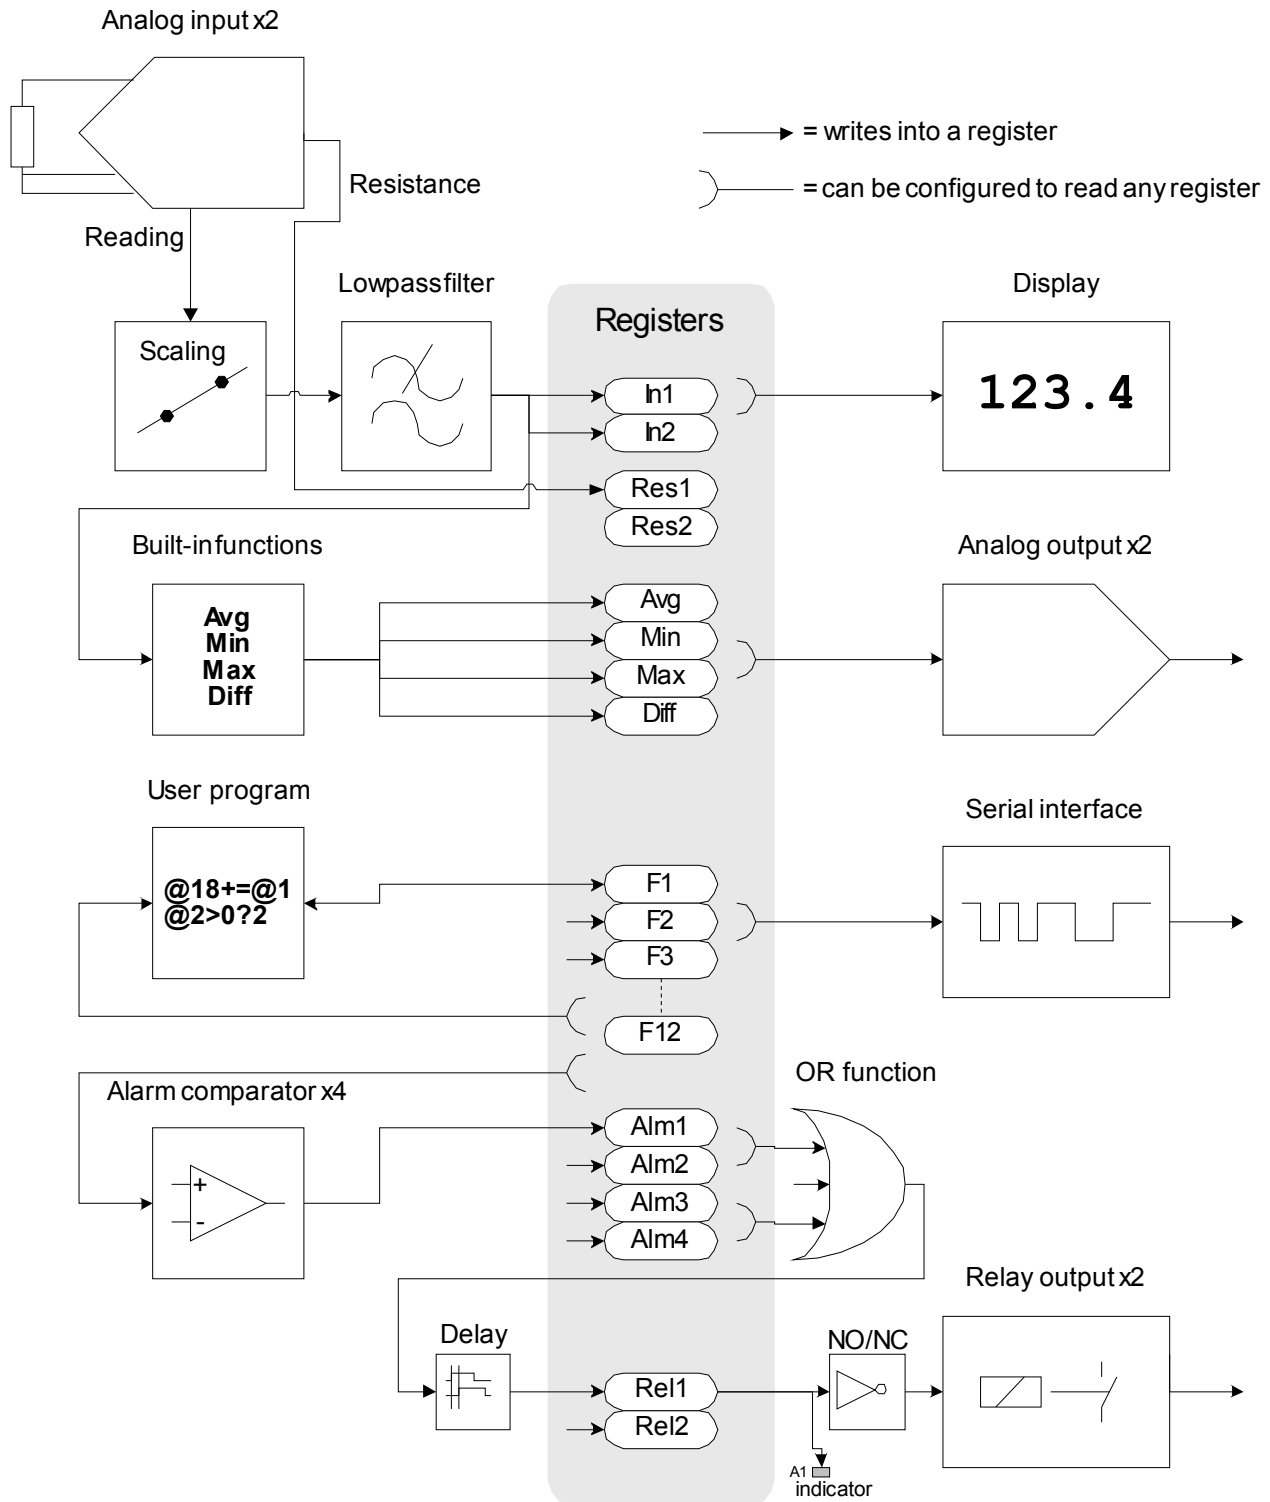 Analog input x2
= writes into a register
Resistance
= can be configured to read any register
Reading
Lowpass filter
Display
Registers
Scaling
123.4
In1
In2
Res1
Res2
Built-in functions
Analog output x2
Avg
Min
Max
Diff
Avg
Min
Max
Diff
User program
Serial interface
@18+=@1
@2>0?2
F1
F2
F3
F12
OR function
Alarm comparator x4
Alm1
+
Alm2
Alm3
-
Alm4
Relay output x2
Delay
NO/NC
Rel1
Rel2
A1
indicator